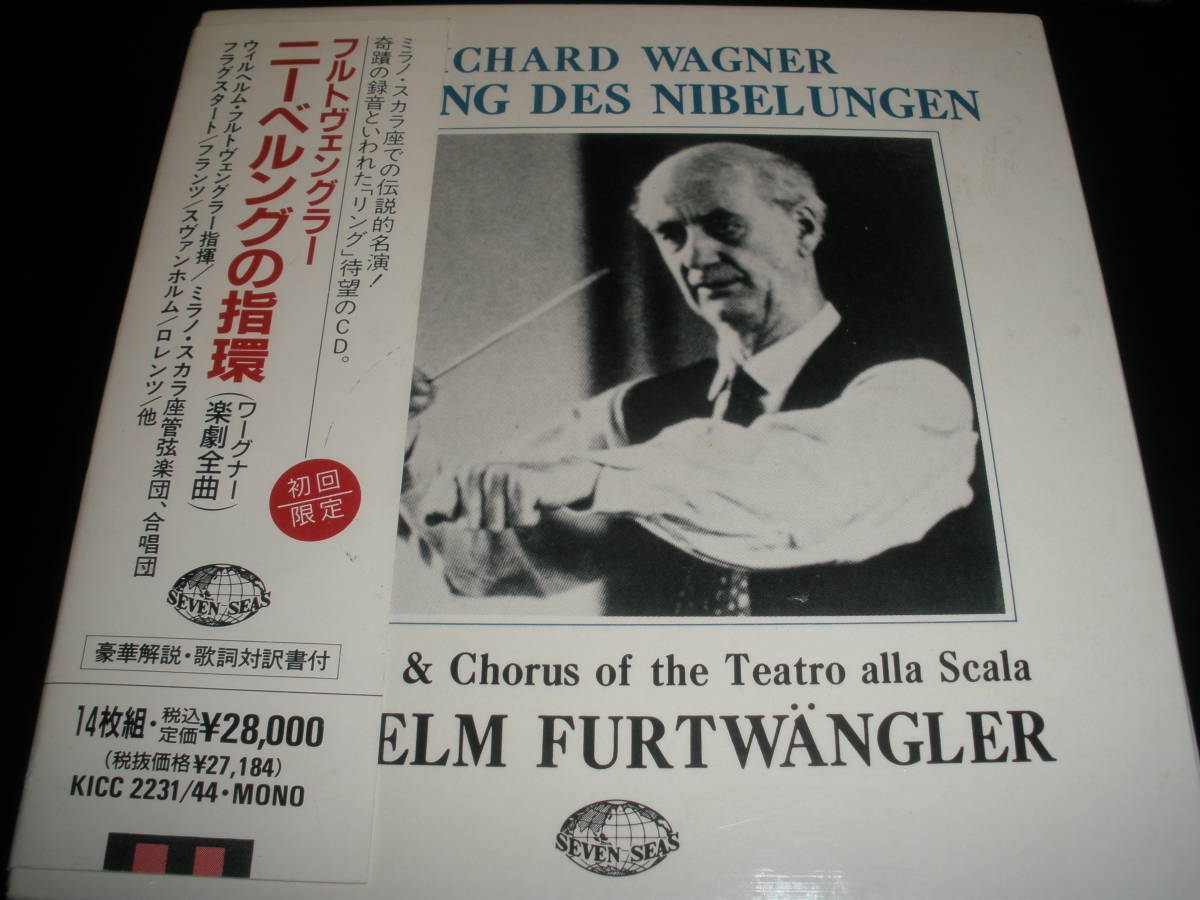 ミラノ・スカラ座での伝説的名演!
奇蹟の録音といわれた「リング」待望のCD。
フルトヴェングラー
ニーベルングの指環
(ワーグナー
楽劇全曲)
ウィルヘルム・フルトヴェングラー指揮/ミラノ・スカラ座管弦楽団、合唱団
フラグスタート/フランツ/スヴァンホルム/ロレンツ/他
初回
限定
SEVEN SEAS
豪華解説・歌詞対訳書付
14枚組・税込定価¥28,000
(税抜価格¥27,184)
KICC 2231/44・MONO
ICHARD WAGNER
NG DES NIBELUNGEN
& Chorus of the Teatro alla Scala
ELM FURTWÄNGLER
SEVEN SEAS